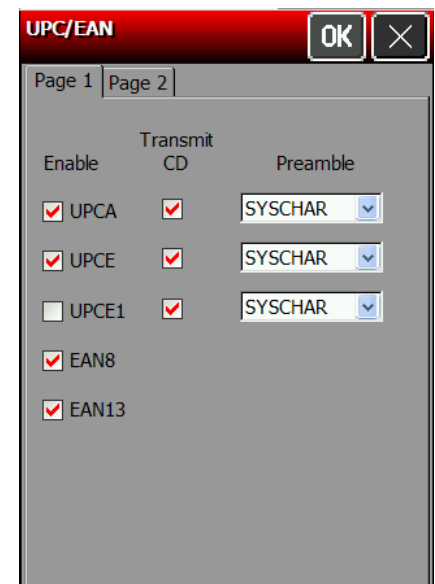 UPC/EAN OK
Page 1 Page 2
Transmit
Enable CD Preamble
UPCA SYSCHAR
UPCE SYSCHAR
UPCE1 SYSCHAR
EAN8
EAN13